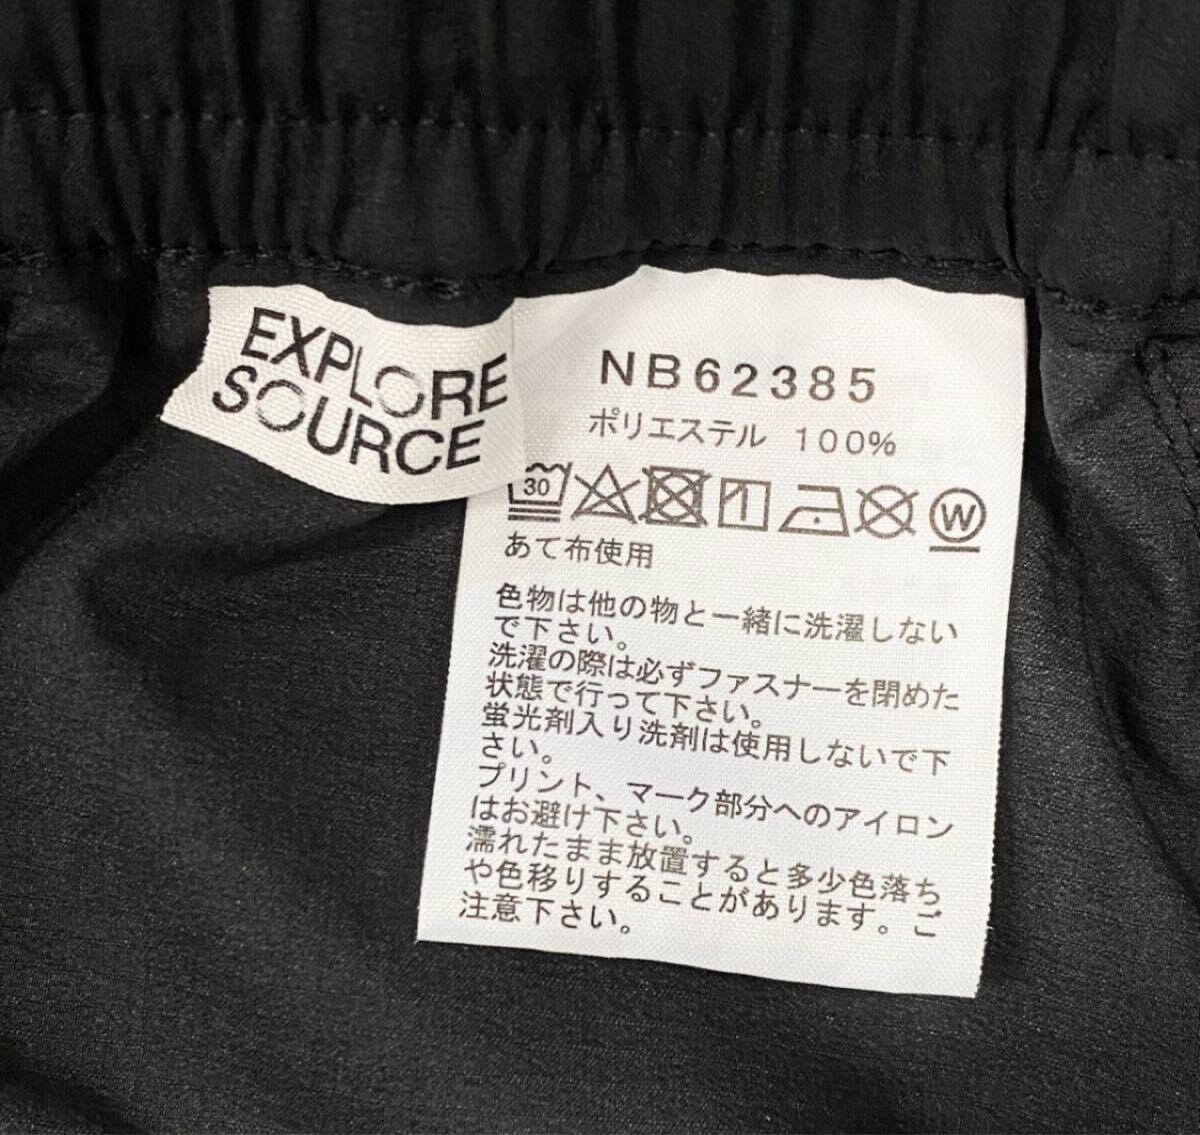 EXPLORE
SOURCE
NB62385
ポリエステル 100%
30
W
あて布使用
色物は他の物と一緒に洗濯しない
で下さい。
洗濯の際は必ずファスナーを閉めた
状態で行って下さい。
蛍光剤入り洗剤は使用しないで下
さい。
プリント、マーク部分へのアイロン
はお避け下さい。
濡れたまま放置すると多少色落ち
や色移りすることがあります。ご
注意下さい。